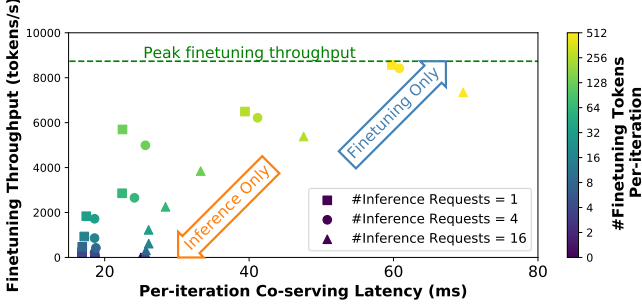 Finetuning Throughput (tokens/s)
10000
8000
6000
4000
2000
0
Peak finetuning throughput
Inference Only
Finetuning Only
#Inference Requests = 1
#Inference Requests = 4
#Inference Requests = 16
20
40
60
80
Per-iteration Co-serving Latency (ms)
512
256
128
64
32
16
8
4
2
0
#Finetuning Tokens
Per-iteration